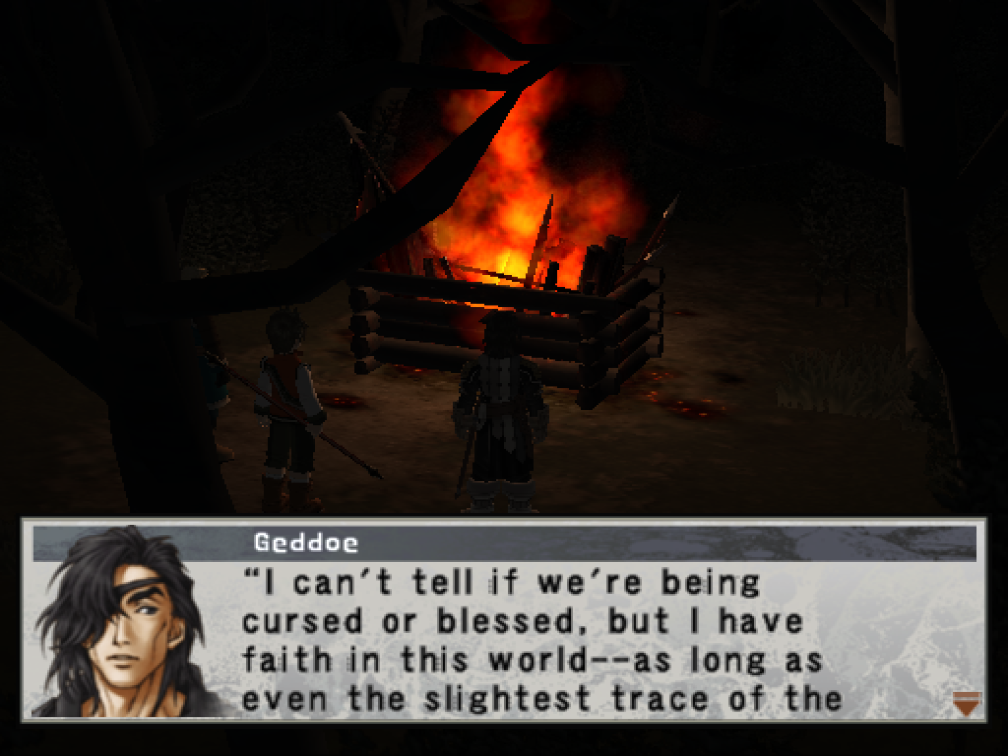 Geddoe
“I can't tell if we're being
cursed or blessed, but I have
faith in this world--as long as
even the slightest trace of the